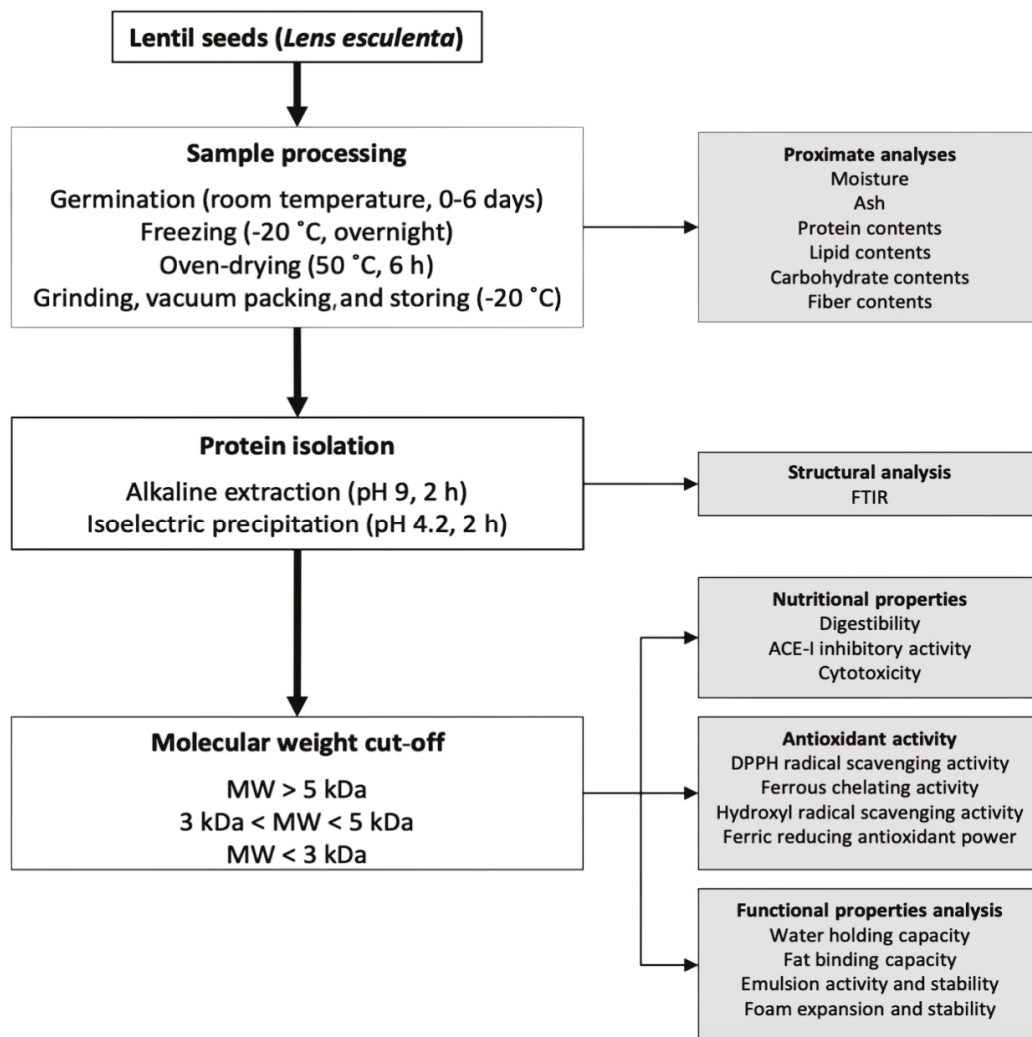 Lentil seeds (Lens esculenta)
Sample processing
Germination (room temperature, 0-6 days)
Freezing (-20 ˚C, overnight)
Oven-drying (50 ˚C, 6 h)
Grinding, vacuum packing, and storing (-20 ˚C)
Proximate analyses
Moisture
Ash
Protein contents
Lipid contents
Carbohydrate contents
Fiber contents
Protein isolation
Alkaline extraction (pH 9, 2 h)
Isoelectric precipitation (pH 4.2, 2 h)
Structural analysis
FTIR
Molecular weight cut-off
MW > 5 kDa
3 kDa < MW < 5 kDa
MW < 3 kDa
Nutritional properties
Digestibility
ACE-I inhibitory activity
Cytotoxicity
Antioxidant activity
DPPH radical scavenging activity
Ferrous chelating activity
Hydroxyl radical scavenging activity
Ferric reducing antioxidant power
Functional properties analysis
Water holding capacity
Fat binding capacity
Emulsion activity and stability
Foam expansion and stability